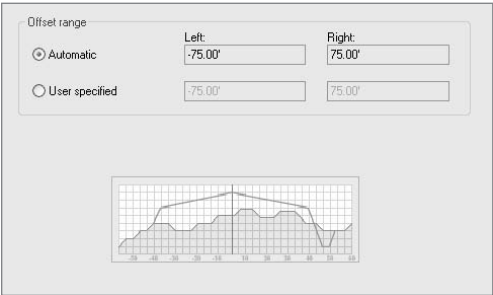 Offset range
Left: Right:
Automatic -75.00' 75.00'
User specified -75.00' 75.00'